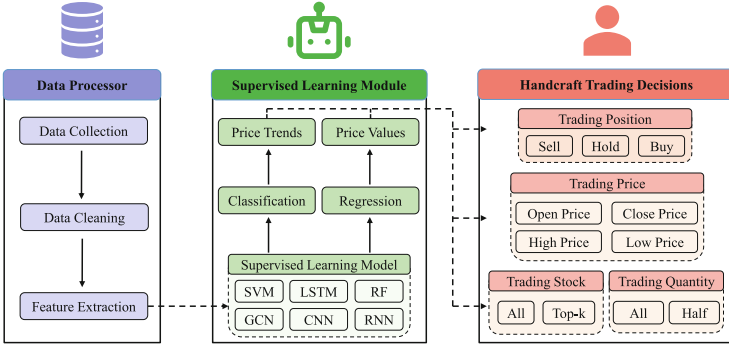 Data Processor
Data Collection
Data Cleaning
Feature Extraction
Supervised Learning Module
Price Trends
Price Values
Classification
Regression
Supervised Learning Model
SVM
LSTM
RF
GCN
CNN
RNN
Handcraft Trading Decisions
Trading Position
Sell
Hold
Buy
Trading Price
Open Price
Close Price
High Price
Low Price
Trading Stock
All
Top-k
Trading Quantity
All
Half